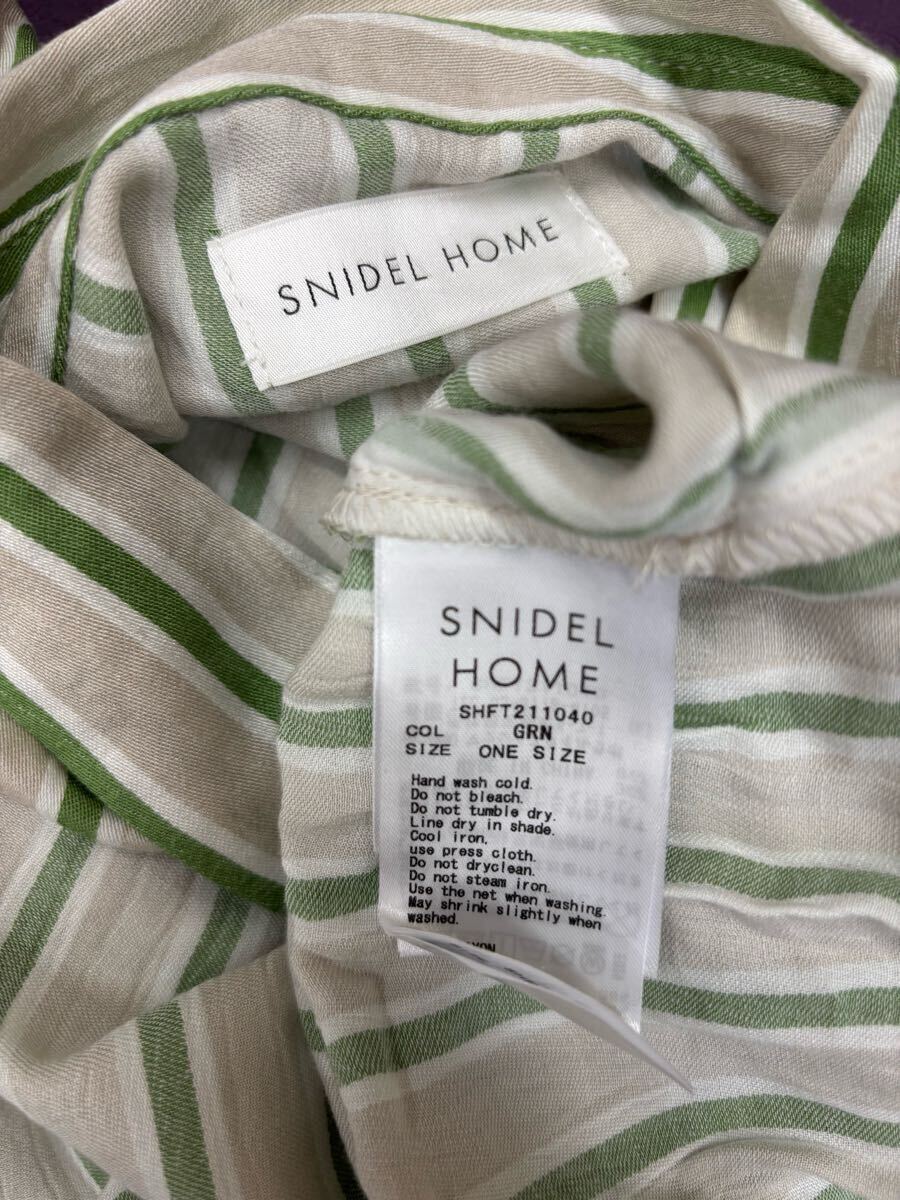 SNIDEL HOME
SNIDEL
HOME
SHFT211040
COL GRN
SIZE ONE SIZE
Hand wash cold.
Do not bleach.
Do not tumble dry.
Line dry in shade.
Cool iron,
use press cloth.
Do not dryclean.
Do not steam iron.
Use the net when washing.
May shrink slightly when
washed.